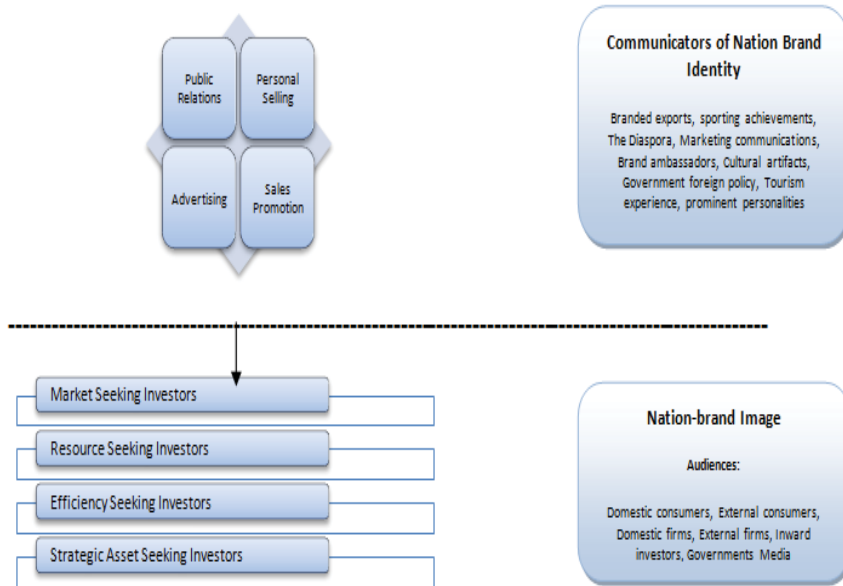 Public
Relations
Personal
Selling
Advertising
Sales
Promotion
Communicators of Nation Brand
Identity
Branded exports, sporting achievements,
The Diaspora, Marketing communications,
Brand ambassadors, Cultural artifacts,
Government foreign policy, Tourism
experience, prominent personalities
Market Seeking Investors
Resource Seeking Investors
Efficiency Seeking Investors
Strategic Asset Seeking Investors
Nation-brand Image
Audiences:
Domestic consumers, External consumers,
Domestic firms, External firms, Inward
investors, Governments Media